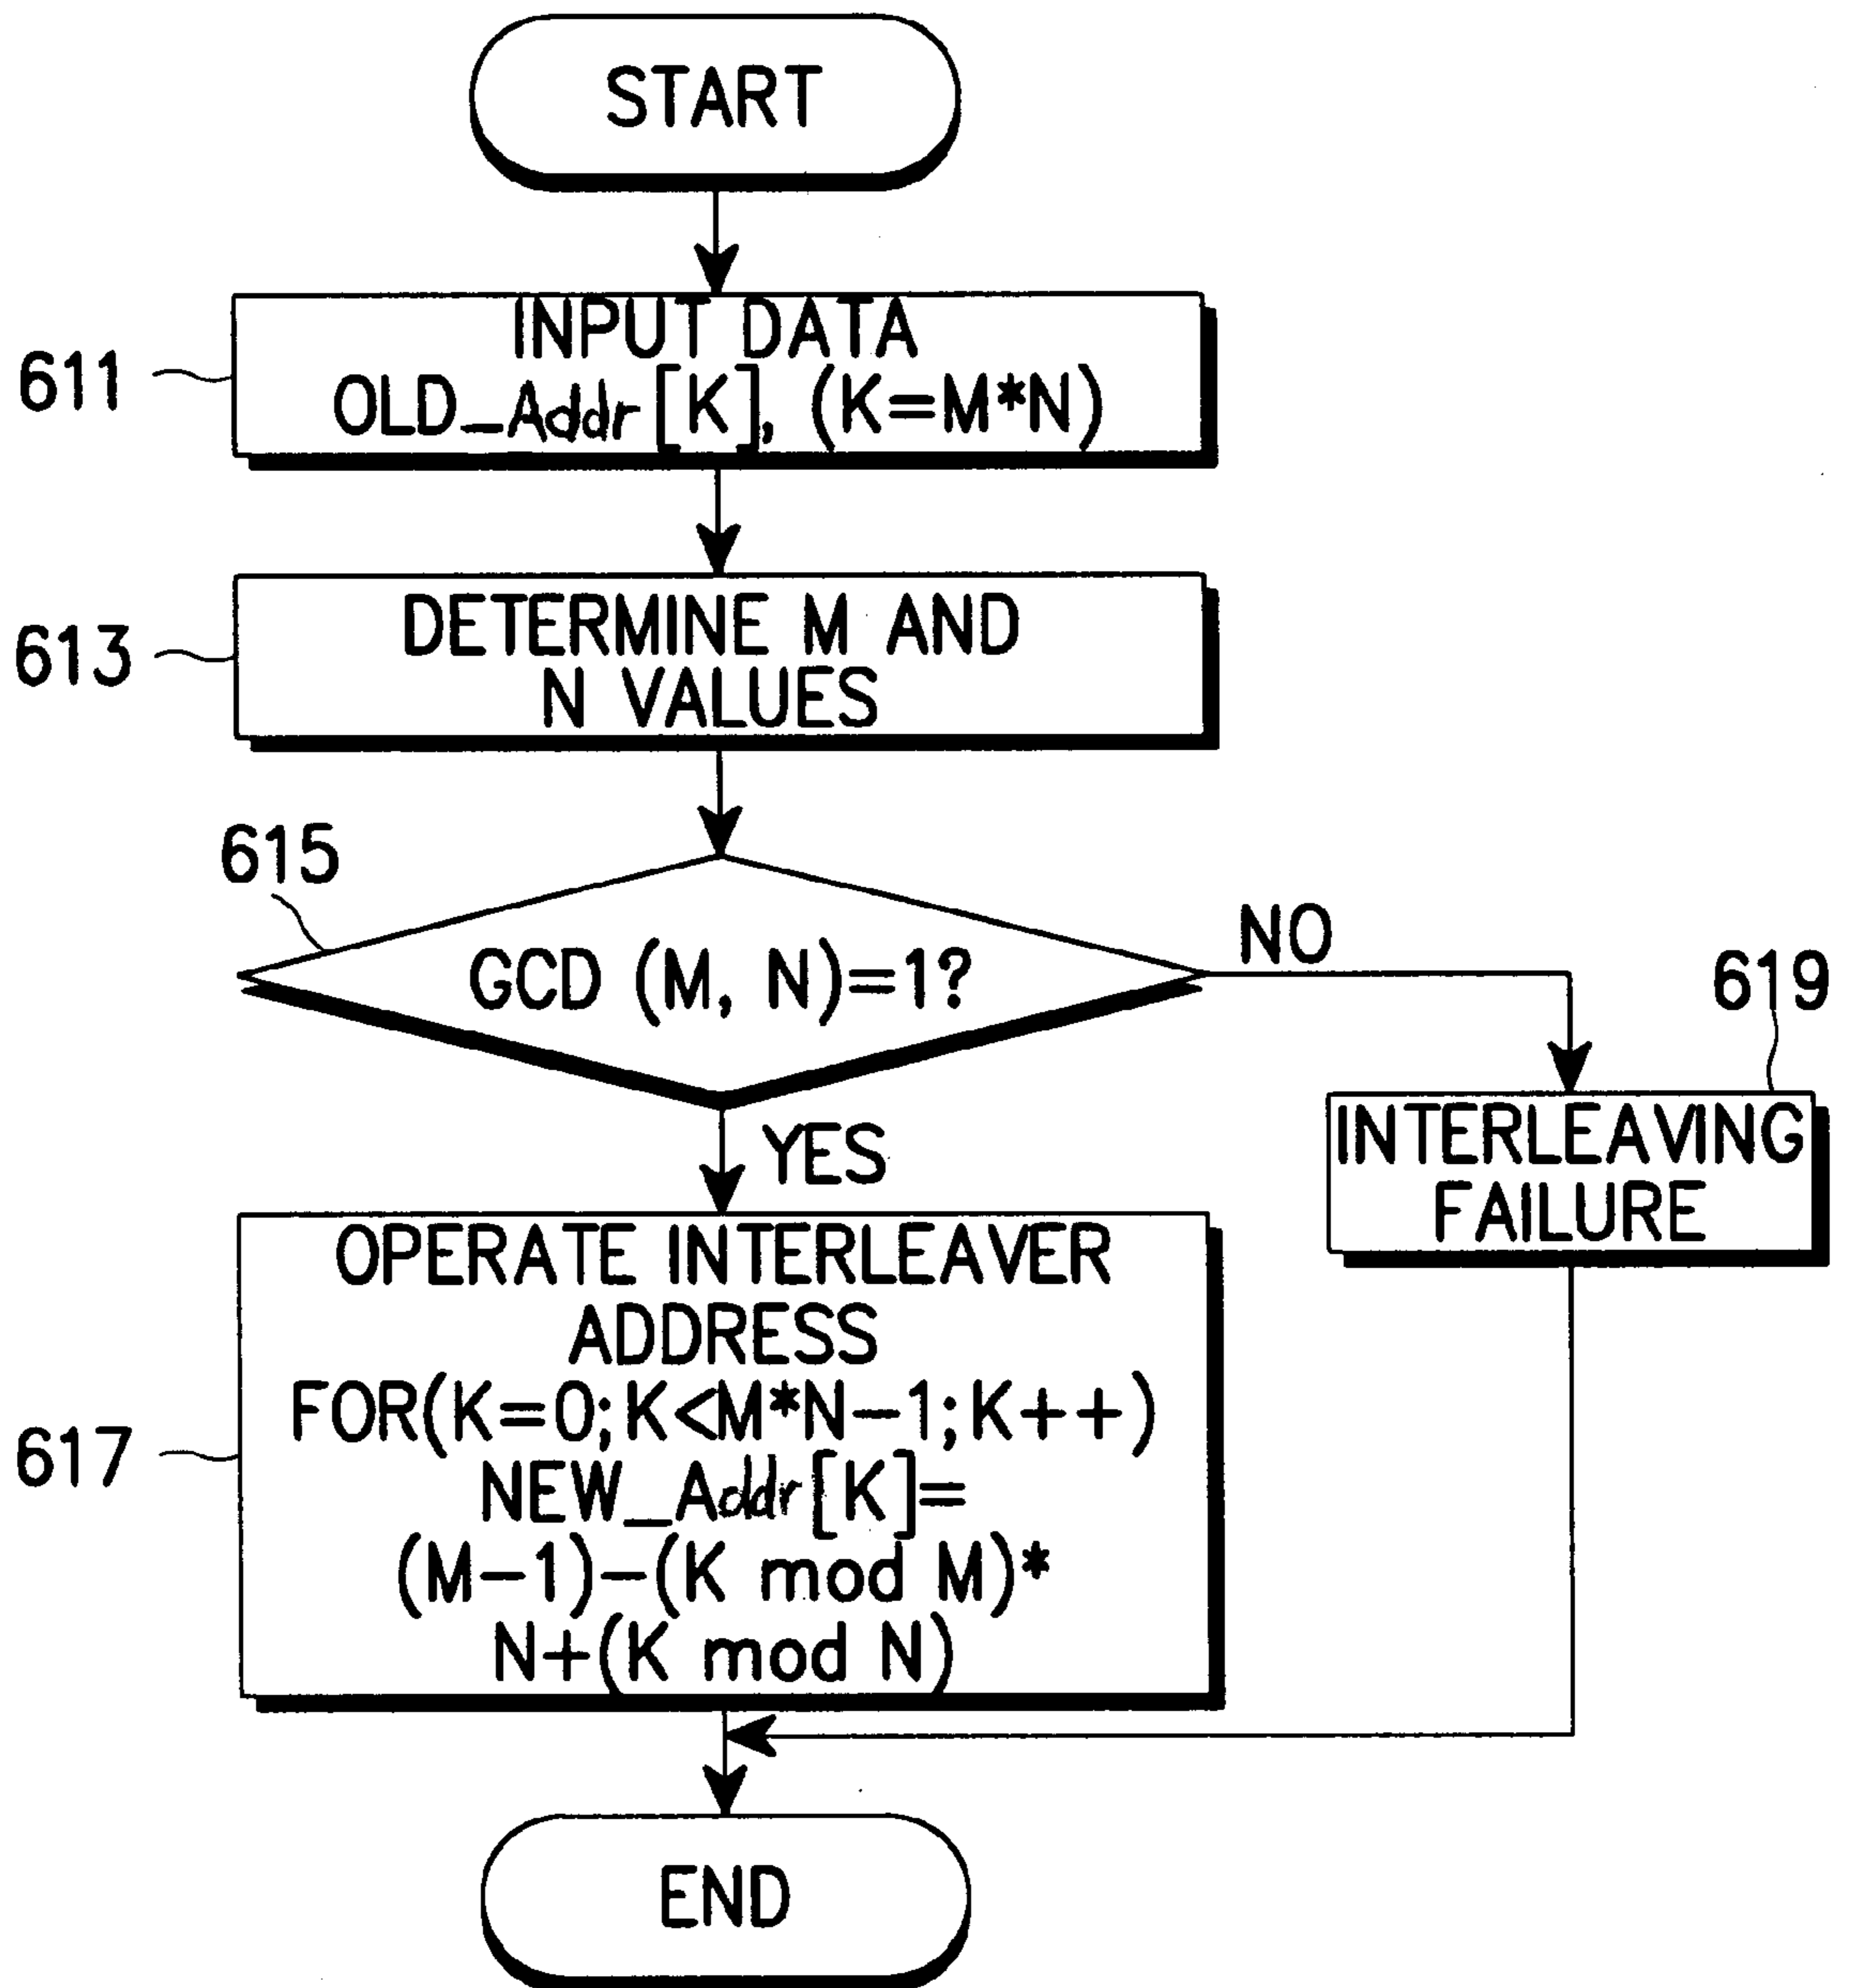 START
611
INPUT DATA
OLD_Addr[K], (K=M*N)
613
DETERMINE M AND
N VALUES
615
GCD (M, N)=1?
NO
619
YES
INTERLEAVING
FAILURE
617
OPERATE INTERLEAVER
ADDRESS
FOR(K=0;K<M*N-1;K++)
NEW_Addr[K]=
(M-1)-(K mod M)*
N+(K mod N)
END